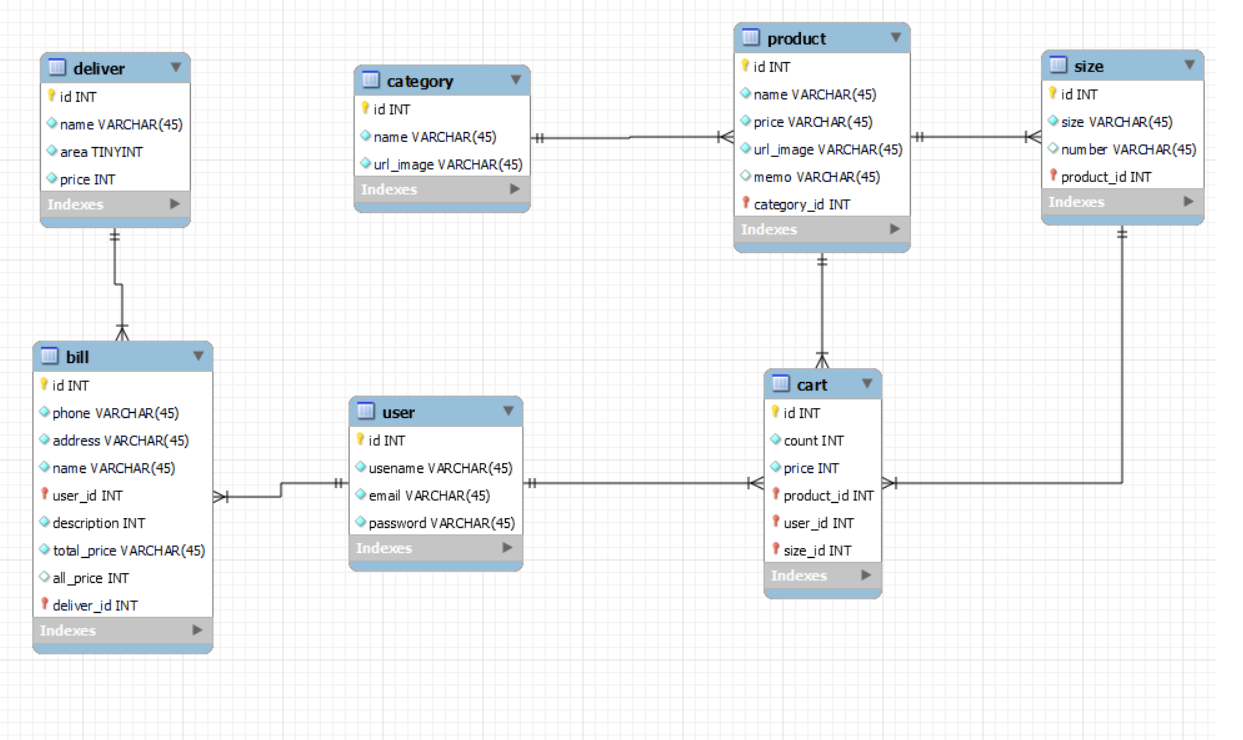 deliver
id INT
name VARCHAR(45)
area TINYINT
price INT
Indexes
category
id INT
name VARCHAR(45)
url_image VARCHAR(45)
Indexes
product
id INT
name VARCHAR(45)
price VARCHAR(45)
url_image VARCHAR(45)
memo VARCHAR(45)
category_id INT
Indexes
size
id INT
size VARCHAR(45)
number VARCHAR(45)
product_id INT
Indexes
bill
id INT
phone VARCHAR(45)
address VARCHAR(45)
name VARCHAR(45)
user_id INT
description INT
total_price VARCHAR(45)
all_price INT
deliver_id INT
Indexes
user
id INT
usename VARCHAR(45)
email VARCHAR(45)
password VARCHAR(45)
Indexes
cart
id INT
count INT
price INT
product_id INT
user_id INT
size_id INT
Indexes